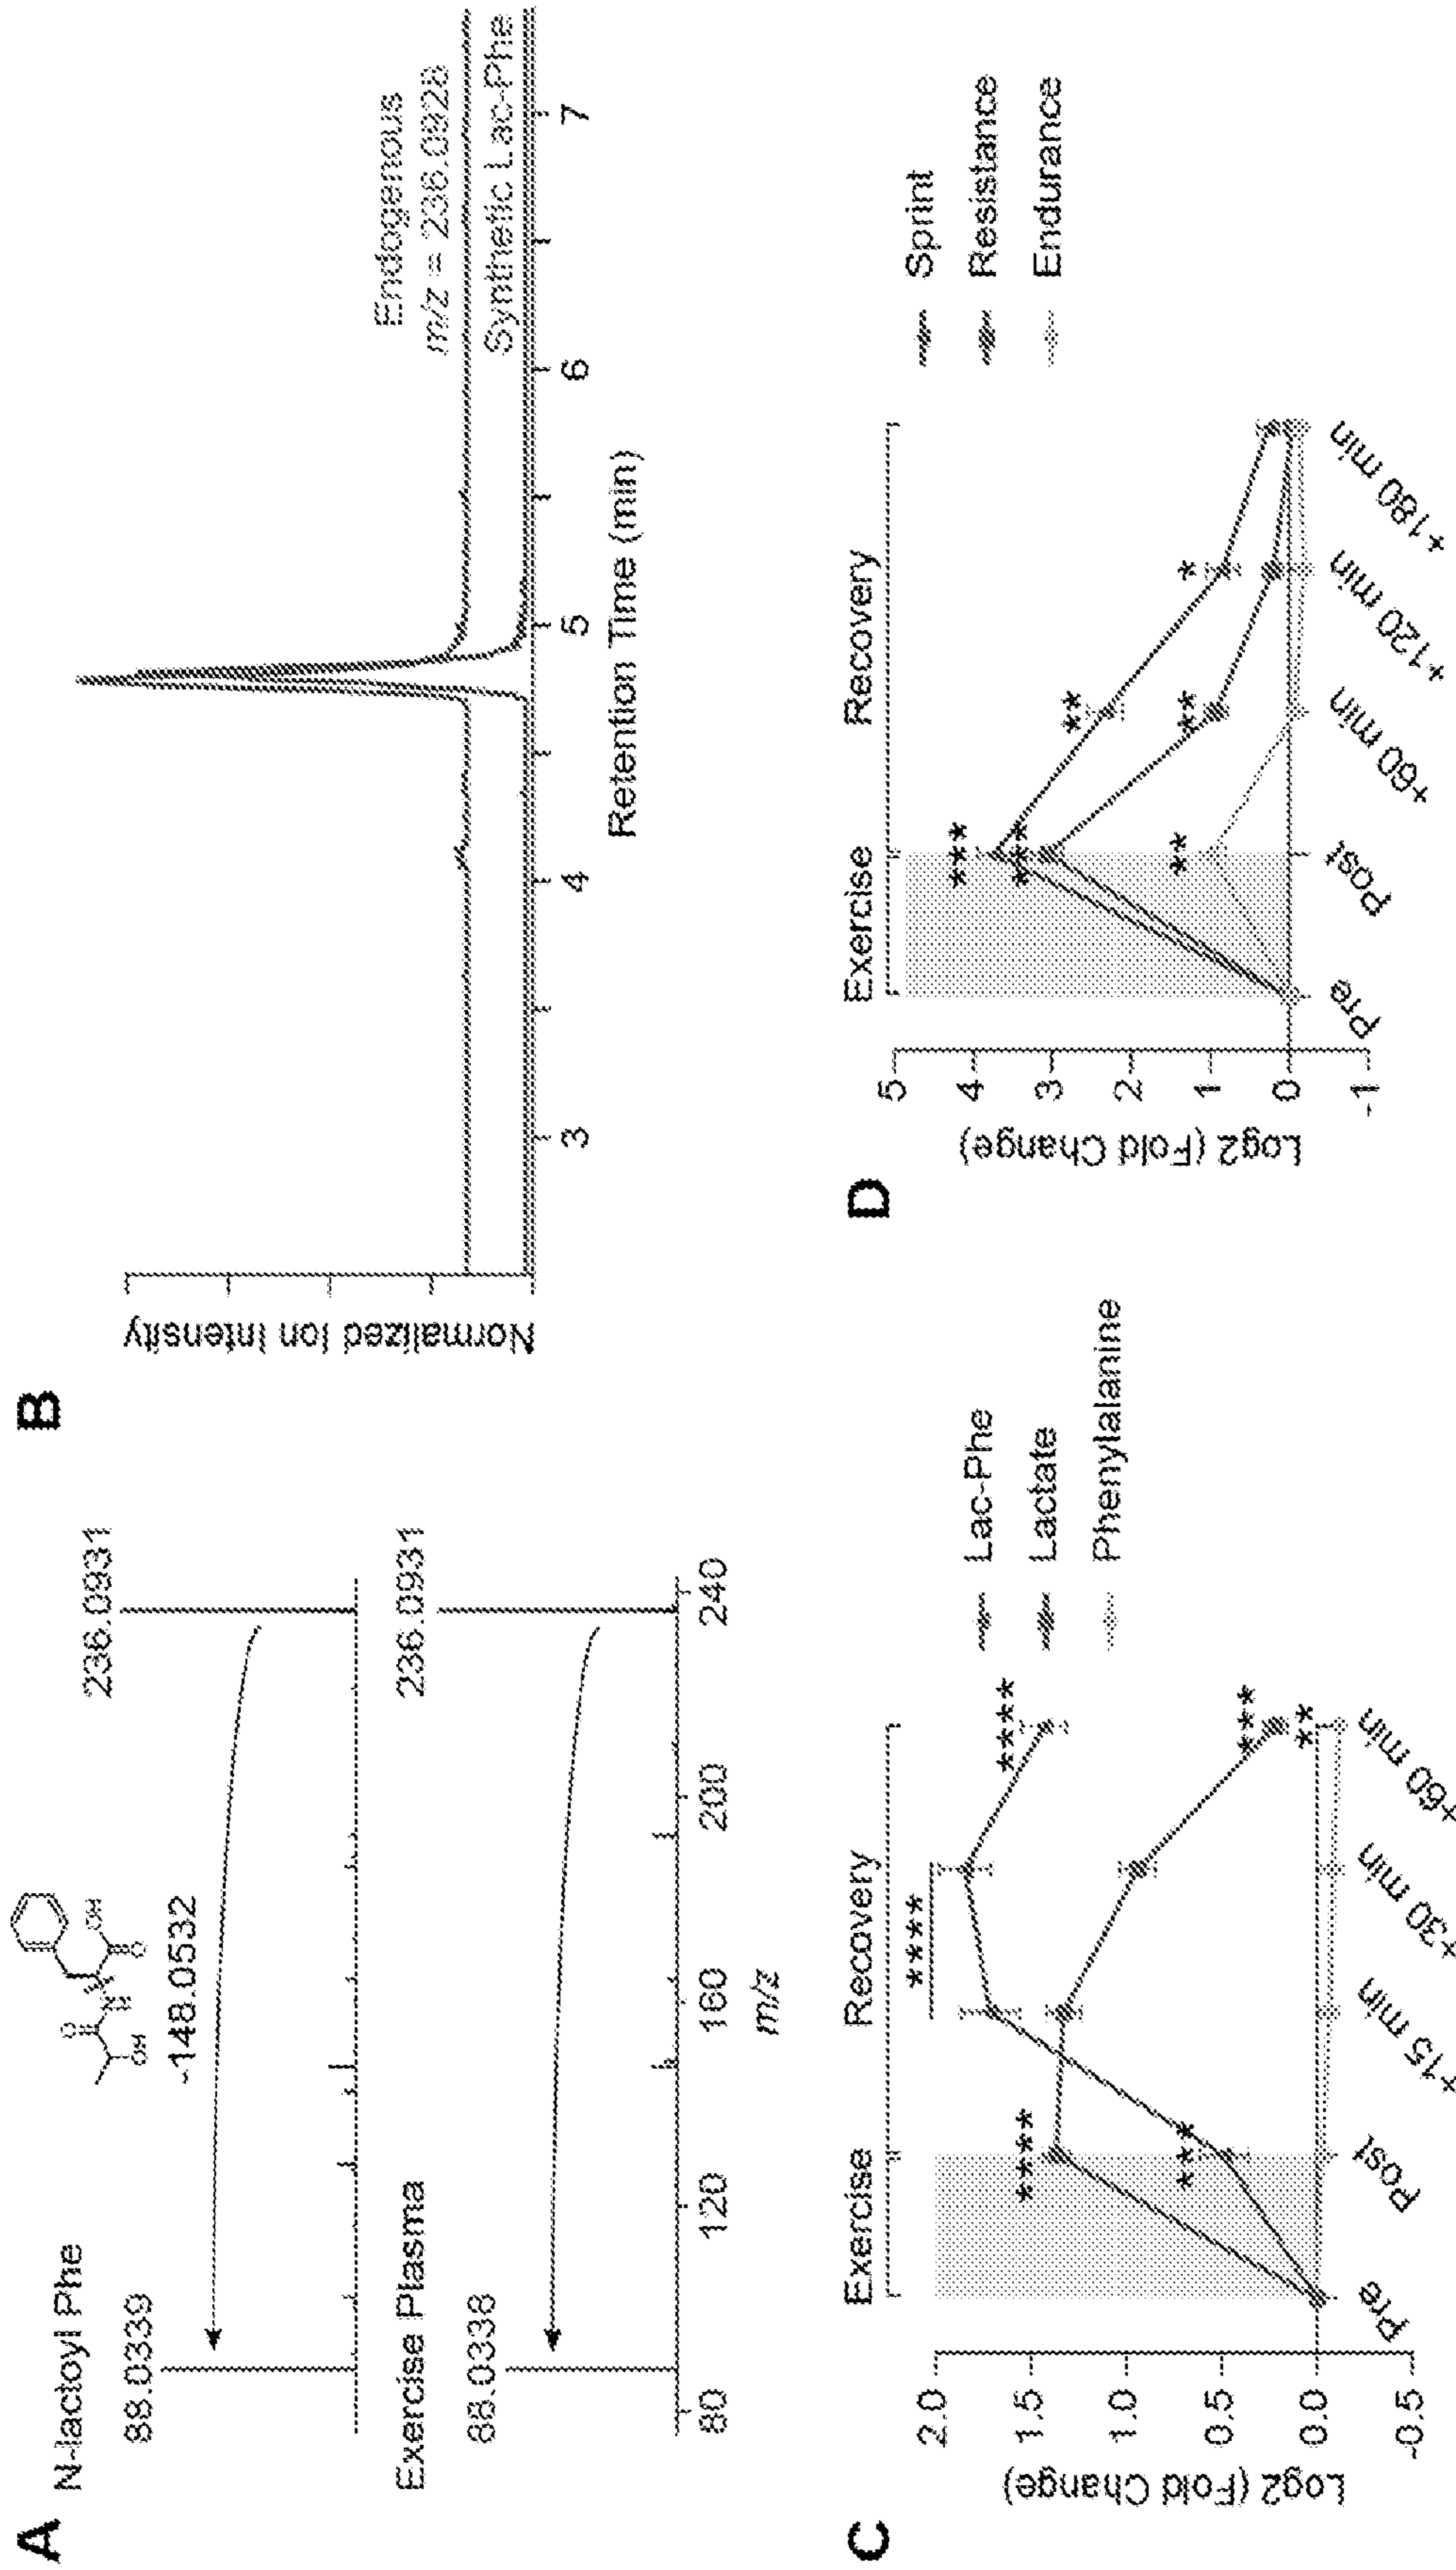 A
N-lactoyl Phe
88.0339
-148.0532
236.0931
O
OH
N
H
O
OH
Exercise Plasma
88.0338
236.0931
80
120
160
200
240
m/z
B
Normalized Ion Intensity
Endogenous
m/z = 236.0928
Synthetic Lac-Phe
3
4
5
6
7
Retention Time (min)
C
Exercise
Recovery
Log2 (Fold Change)
2.0
1.5
1.0
0.5
0.0
-0.5
****
***
****
****
***
**
Pre
Post
+15 min
+30 min
+60 min
Lac-Phe
Lactate
Phenylalanine
D
Exercise
Recovery
Log2 (Fold Change)
5
4
3
2
1
0
-1
***
***
**
**
**
*
Pre
Post
+60 min
+120 min
+180 min
Sprint
Resistance
Endurance